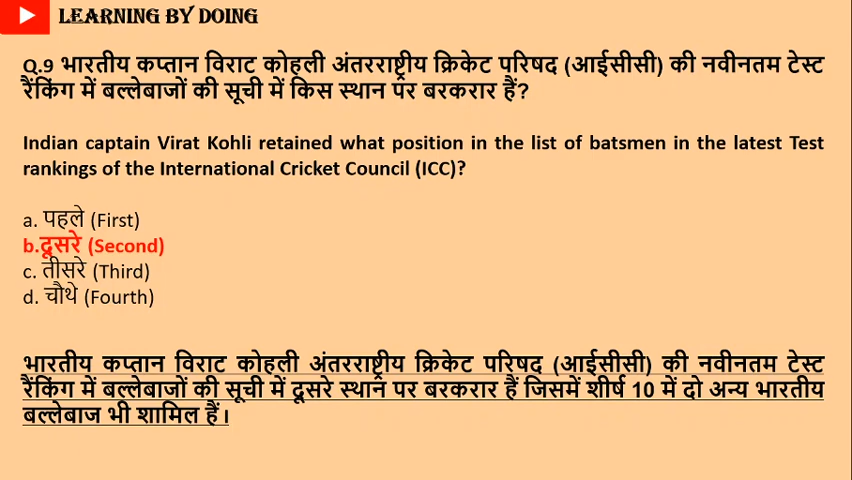 LEARNING BY DOING
Q.9 भारतीय कप्तान विराट कोहली अंतरराष्ट्रीय क्रिकेट परिषद (आईसीसी) की नवीनतम टेस्ट
रैंकिंग में बल्लेबाजों की सूची में किस स्थान पर बरकरार हैं?
Indian captain Virat Kohli retained what position in the list of batsmen in the latest Test
rankings of the International Cricket Council (ICC)?
a. पहले (First)
b.दूसरे (Second)
c. तीसरे (Third)
d. चौथे (Fourth)
भारतीय कप्तान विराट कोहली अंतरराष्ट्रीय क्रिकेट परिषद (आईसीसी) की नवीनतम टेस्ट
रैंकिंग में बल्लेबाजों की सूची में दूसरे स्थान पर बरकरार हैं जिसमें शीर्ष 10 में दो अन्य भारतीय
बल्लेबाज भी शामिल हैं।